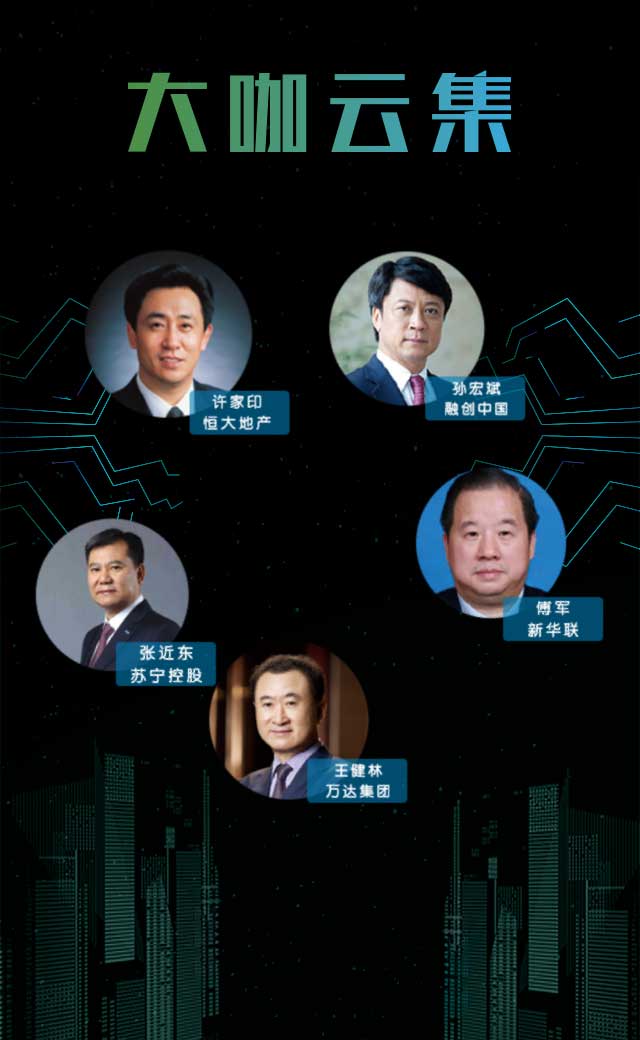 大咖云集
许家印
恒大地产
孙宏斌
融创中国
傅军
新华联
张近东
苏宁控股
王健林
万达集团